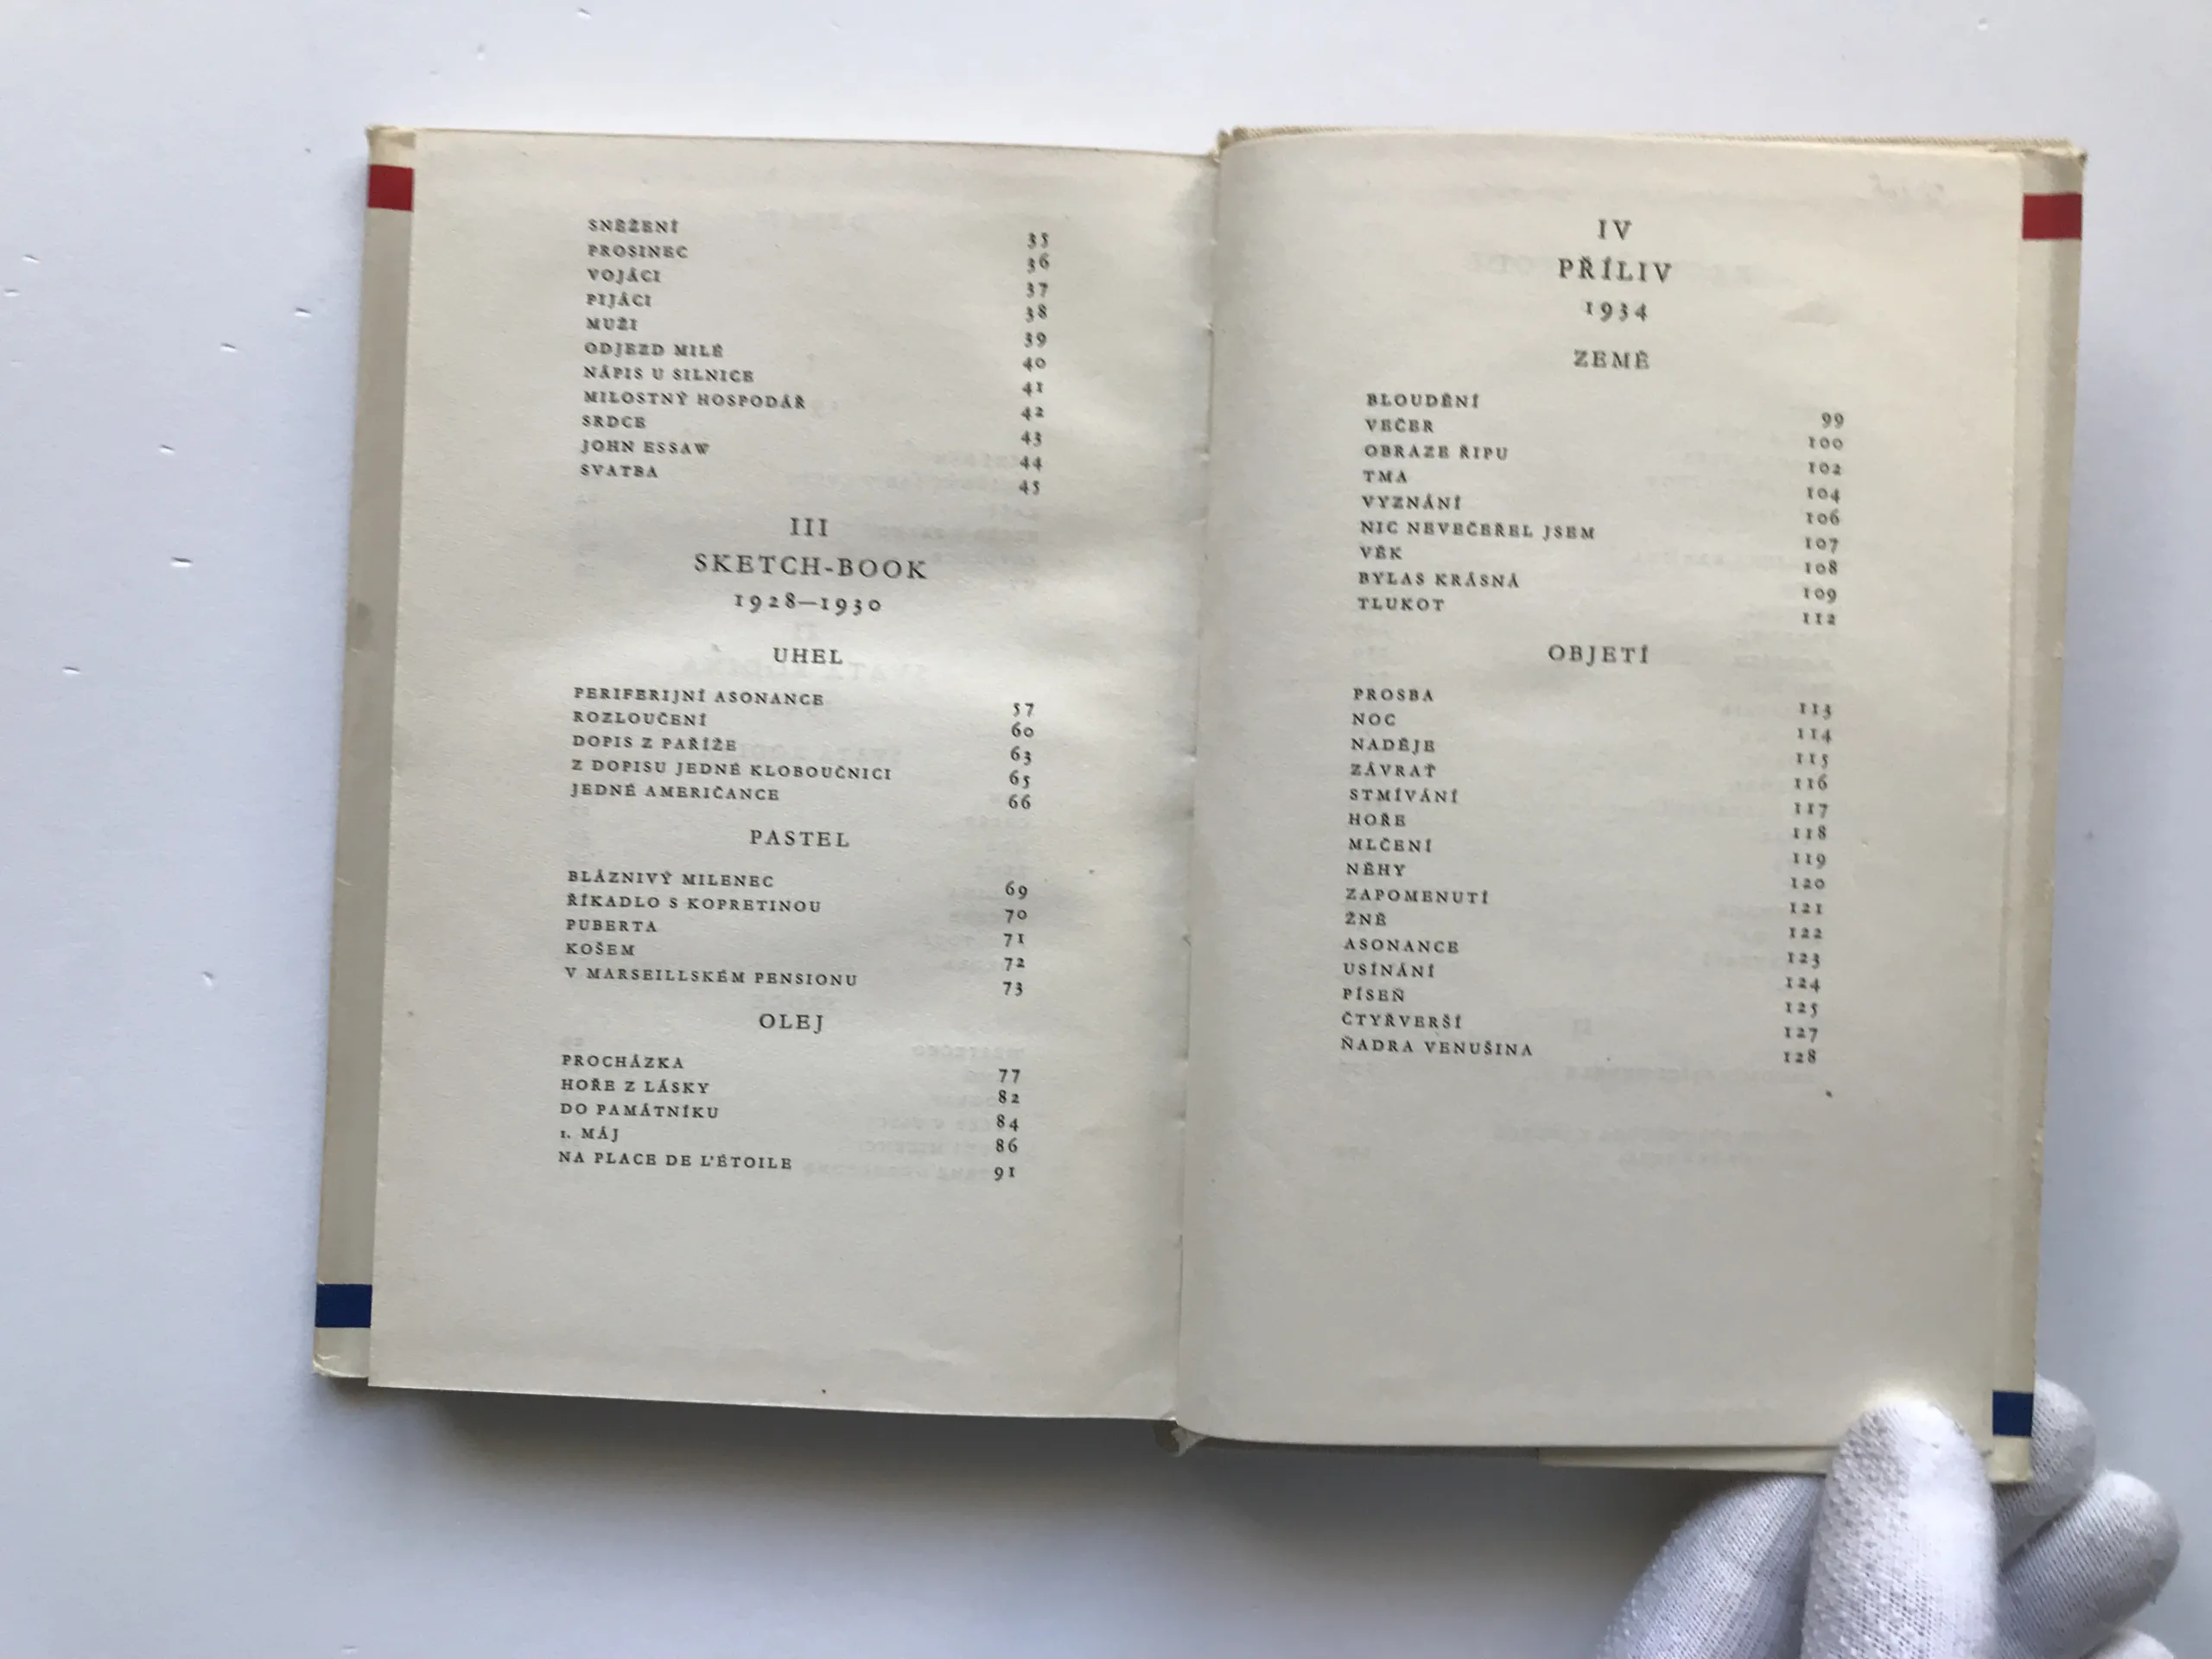 SNĚŽENÍ 35
PROSINEC 36
VOJÁCI 37
PIJÁCI 38
MUŽI 39
ODJEZD MILÉ 40
NÁPIS U SILNICE 41
MILOSTNÝ HOSPODÁŘ 42
SRDCE 43
JOHN ESSAW 44
SVATBA 45
III
SKETCH-BOOK
1928—1930
UHEL
PERIFERIJNÍ ASONANCE 57
ROZLOUČENÍ 60
DOPIS Z PAŘÍŽE 63
Z DOPISU JEDNÉ KLOBOUČNICI 65
JEDNÉ AMERIČANCE 66
PASTEL
BLÁZNIVÝ MILENEC 69
ŘÍKADLO S KOPRETINOU 70
PUBERTA 71
KOŠEM 72
V MARSEILLSKÉM PENSIONU 73
OLEJ
PROCHÁZKA 77
HOŘE Z LÁSKY 82
DO PAMÁTNÍKU 84
1. MÁJ 86
NA PLACE DE L'ÉTOILE 91
IV
PŘÍLIV
1934
ZEMĚ
BLOUDĚNÍ 99
VEČER 100
OBRAZE ŘIPU 102
TMA 104
VYZNÁNÍ 106
NIC NEVEČEŘEL JSEM 107
VĚK 108
BYLAS KRÁSNÁ 109
TLUKOT 112
OBJETÍ
PROSBA 113
NOC 114
NADĚJE 115
ZÁVRAŤ 116
STMÍVÁNÍ 117
HOŘE 118
MLČENÍ 119
NĚHY 120
ZAPOMENUTÍ 121
ŽNĚ 122
ASONANCE 123
USÍNÁNÍ 124
PÍSEŇ 125
ČTYŘVERŠÍ 127
ŇADRA VENUŠINA 128